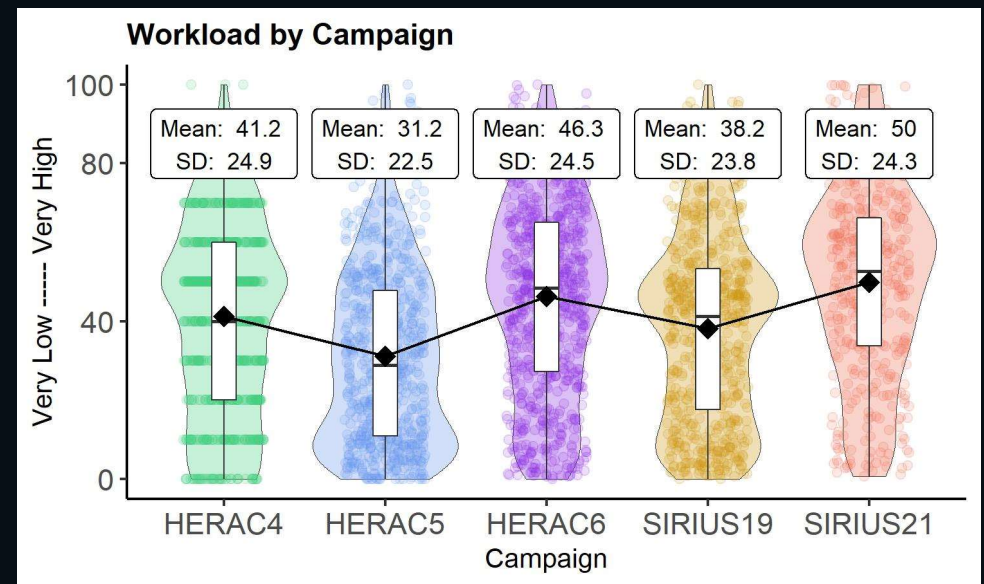 Workload by Campaign
Very Low ----- Very High
100
80
40
0
Mean: 41.2
SD: 24.9
Mean: 31.2
SD: 22.5
Mean: 46.3
SD: 24.5
Mean: 38.2
SD: 23.8
Mean: 50
SD: 24.3
HERAC4 HERAC5 HERAC6 SIRIUS19 SIRIUS21
Campaign